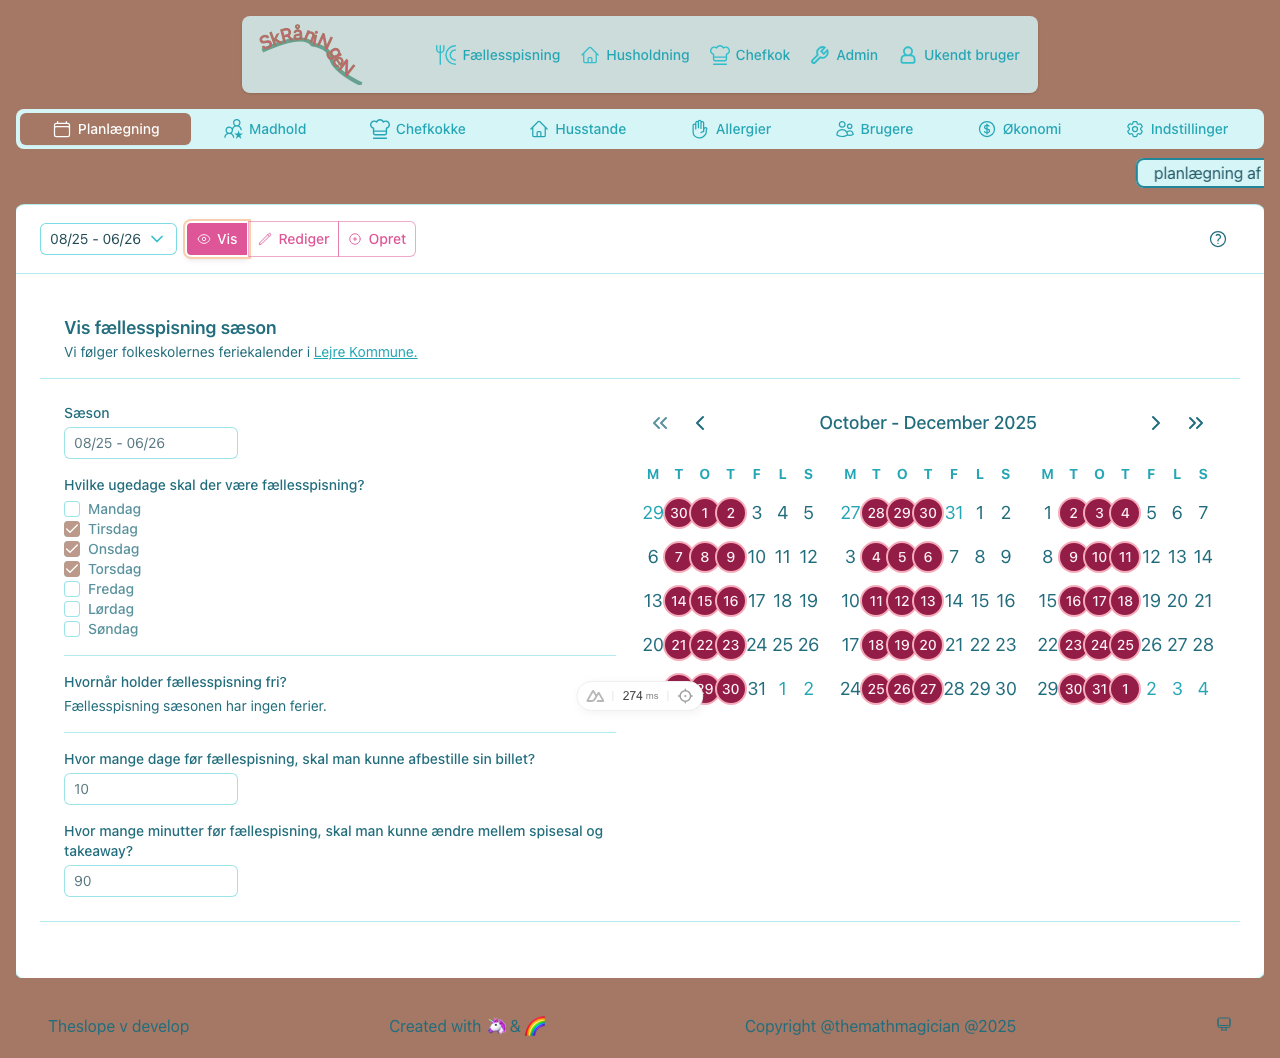 SkRåniNgeN
Fællesspisning Husholdning Chefkok Admin Ukendt bruger
Planlægning Madhold Chefkokke Husstande Allergier Brugere Økonomi Indstillinger
planlægning af
08/25 - 06/26 Vis Rediger Opret
Vis fællesspisning sæson
Vi følger folkeskolernes feriekalender i Lejre Kommune.
Sæson
08/25 - 06/26
Hvilke ugedage skal der være fællesspisning?
Mandag
Tirsdag
Onsdag
Torsdag
Fredag
Lørdag
Søndag
Hvornår holder fællesspisning fri?
Fællesspisning sæsonen har ingen ferier.
Hvor mange dage før fællespisning, skal man kunne afbestille sin billet?
10
Hvor mange minutter før fællespisning, skal man kunne ændre mellem spisesal og
takeaway?
90
October - December 2025
M T O T F L S M T O T F L S M T O T F L S
29 30 1 2 3 4 5 27 28 29 30 31 1 2 1 2 3 4 5 6 7
6 7 8 9 10 11 12 3 4 5 6 7 8 9 8 9 10 11 12 13 14
13 14 15 16 17 18 19 10 11 12 13 14 15 16 15 16 17 18 19 20 21
20 21 22 23 24 25 26 17 18 19 20 21 22 23 22 23 24 25 26 27 28
29 30 31 1 2 24 25 26 27 28 29 30 29 30 31 1 2 3 4
274 ms
Theslope v develop Created with 🦄 & 🌈 Copyright @themathmagician @2025